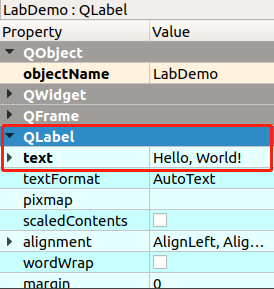 LabDemo : QLabel
Property Value
QObject
objectName LabDemo
QWidget
QFrame
QLabel
text Hello, World!
textFormat AutoText
pixmap
scaledContents
alignment AlignLeft, Alig...
wordWrap
margin 0